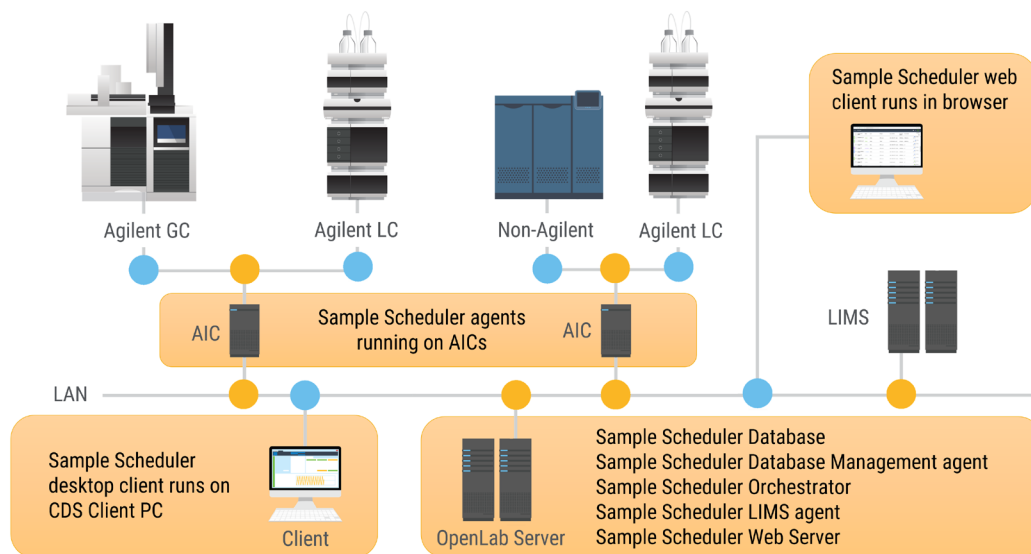 Sample Scheduler web
client runs in browser
Agilent GC
Agilent LC
Non-Agilent
Agilent LC
AIC
Sample Scheduler agents
running on AICs
AIC
LIMS
LAN
Sample Scheduler
desktop client runs on
CDS Client PC
Client
OpenLab Server
Sample Scheduler Database
Sample Scheduler Database Management agent
Sample Scheduler Orchestrator
Sample Scheduler LIMS agent
Sample Scheduler Web Server